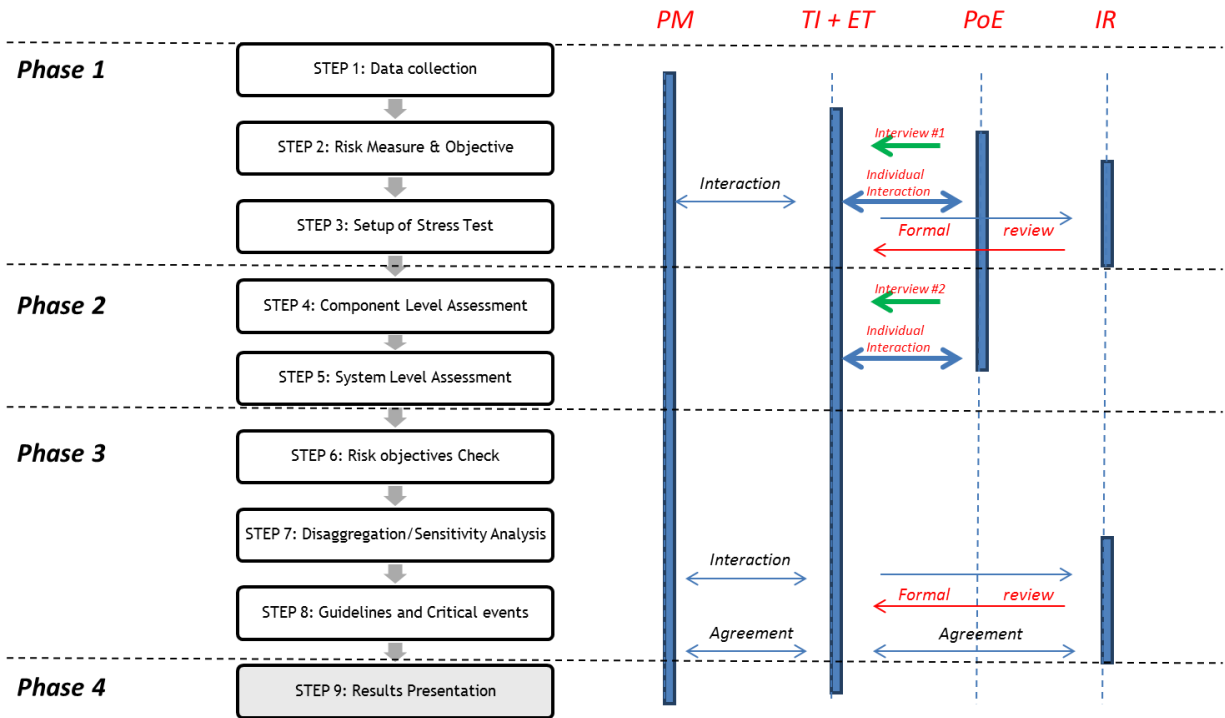 PM
TI + ET
PoE
IR
Phase 1
STEP 1: Data collection
STEP 2: Risk Measure & Objective
Interview #1
Interaction
Individual
Interaction
STEP 3: Setup of Stress Test
Formal review
Phase 2
STEP 4: Component Level Assessment
Interview #2
Individual
Interaction
STEP 5: System Level Assessment
Phase 3
STEP 6: Risk objectives Check
STEP 7: Disaggregation/Sensitivity Analysis
Interaction
STEP 8: Guidelines and Critical events
Formal review
Agreement
Agreement
Phase 4
STEP 9: Results Presentation